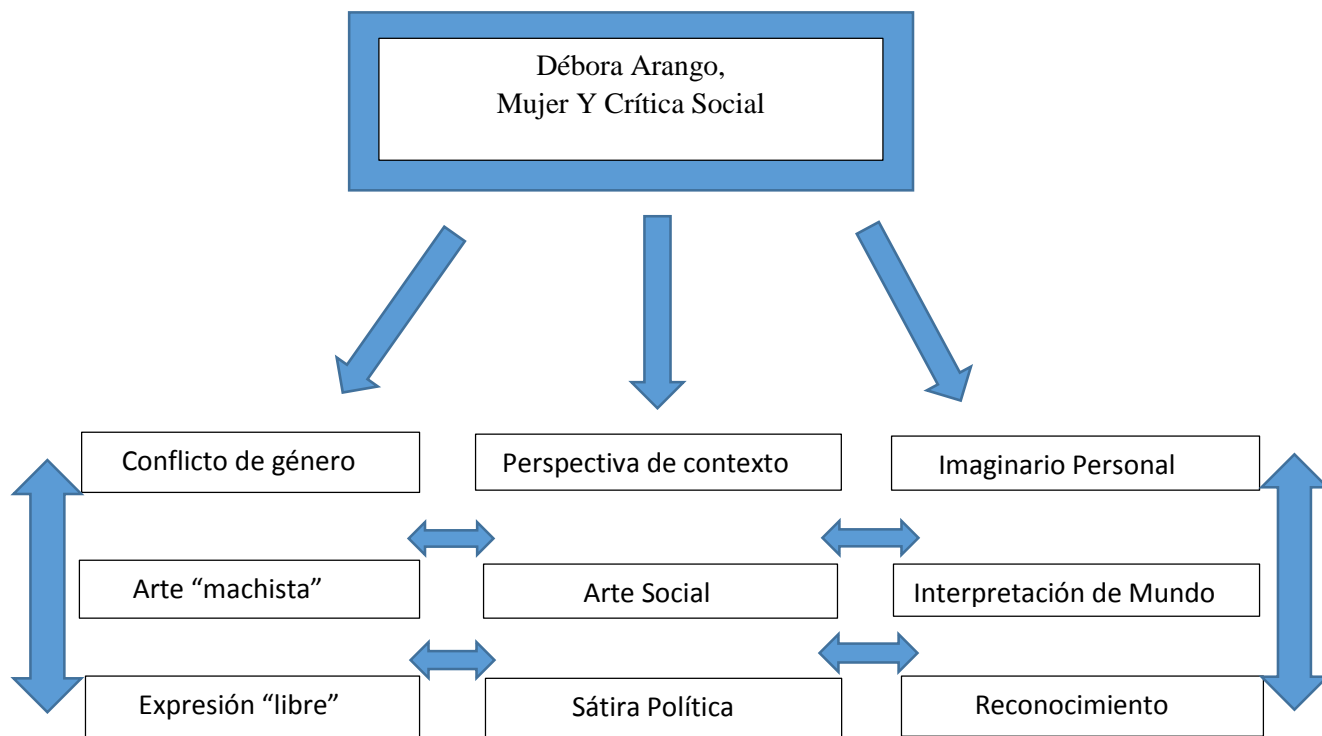 Débora Arango,
Mujer Y Crítica Social
Conflicto de género
Perspectiva de contexto
Imaginario Personal
Arte “machista”
Arte Social
Interpretación de Mundo
Expresión “libre”
Sátira Política
Reconocimiento